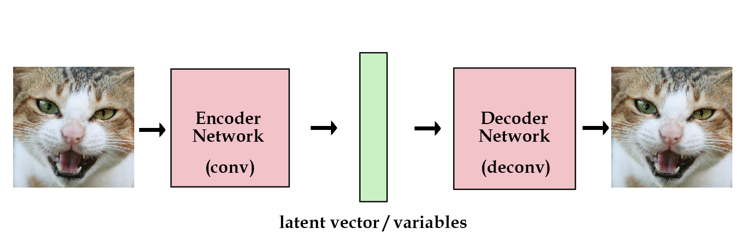 Encoder
Network
(conv)
Decoder
Network
(deconv)
latent vector / variables